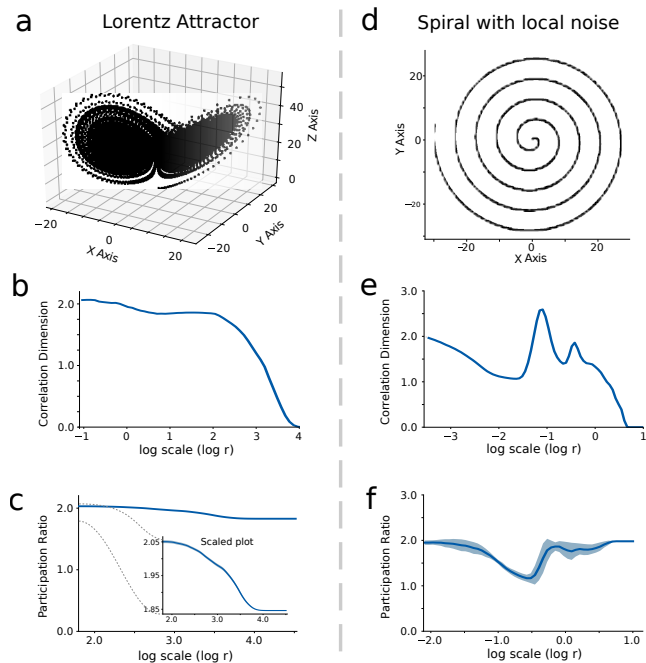 a
Lorentz Attractor
40
20
0
Z Axis
−20
0
20
X Axis
−20
0
20
Y Axis
b
Correlation Dimension
2.0
1.0
0.0
−1
0
1
2
3
4
log scale (log r)
c
Participation Ratio
2.0
1.0
0.0
2.0
3.0
4.0
log scale (log r)
Scaled plot
2.05
1.95
1.85
2.0
3.0
4.0
d
Spiral with local noise
Y Axis
20
0
−20
−20
0
20
X Axis
e
Correlation Dimension
3.0
2.0
1.0
0.0
−3
−2
−1
0
1
log scale (log r)
f
Participation Ratio
3.0
2.0
1.0
0.0
−2.0
−1.0
0.0
1.0
log scale (log r)